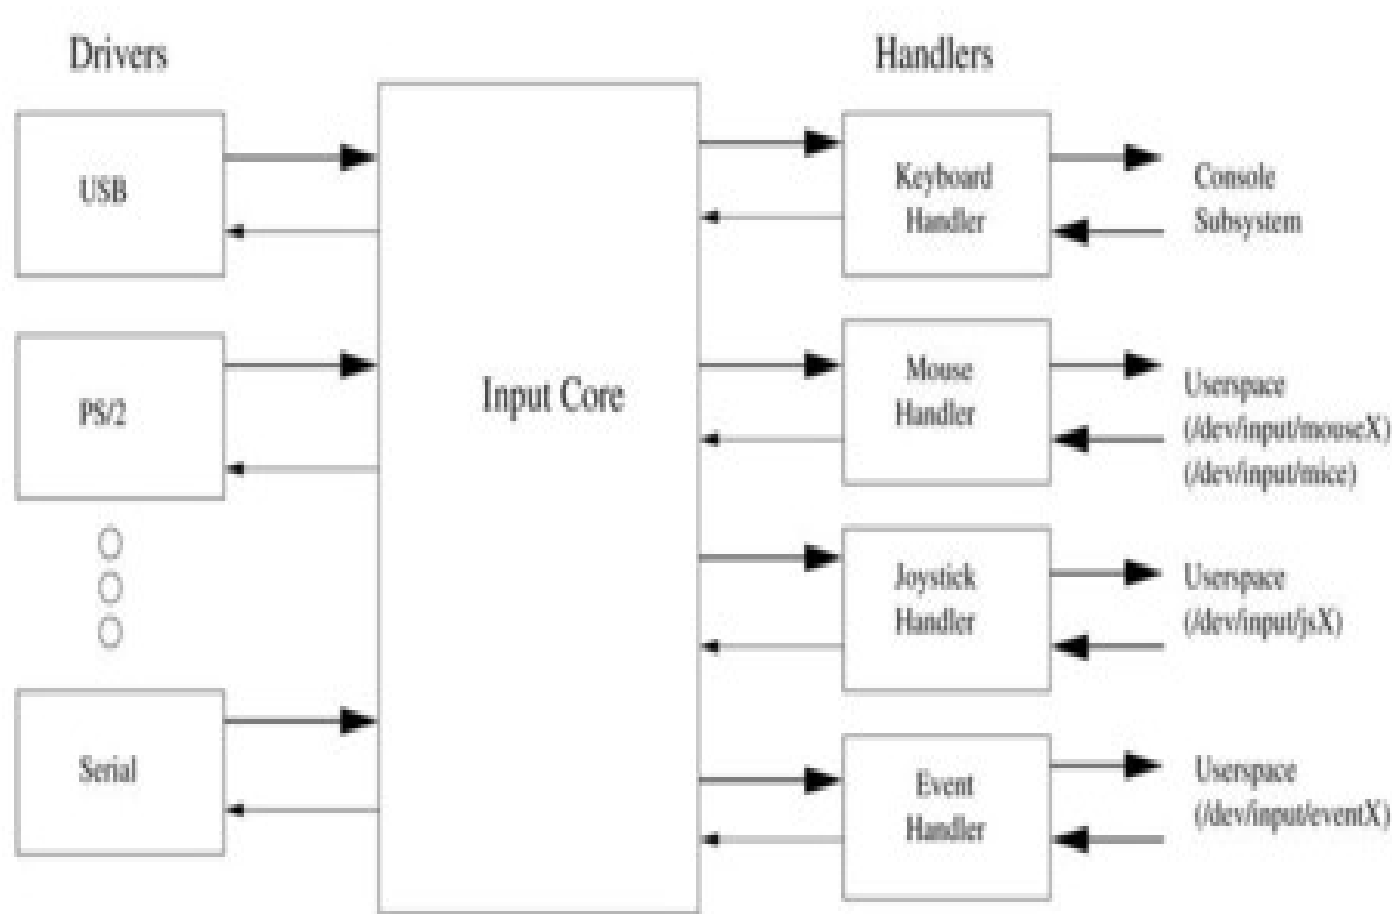 Drivers
Handlers
USB
PS/2
Serial
Input Core
Keyboard
Handler
Console
Subsystem
Mouse
Handler
Userspace
(/dev/input/mouseX)
(/dev/input/mice)
Joystick
Handler
Userspace
(/dev/input/jsX)
Event
Handler
Userspace
(/dev/input/eventX)